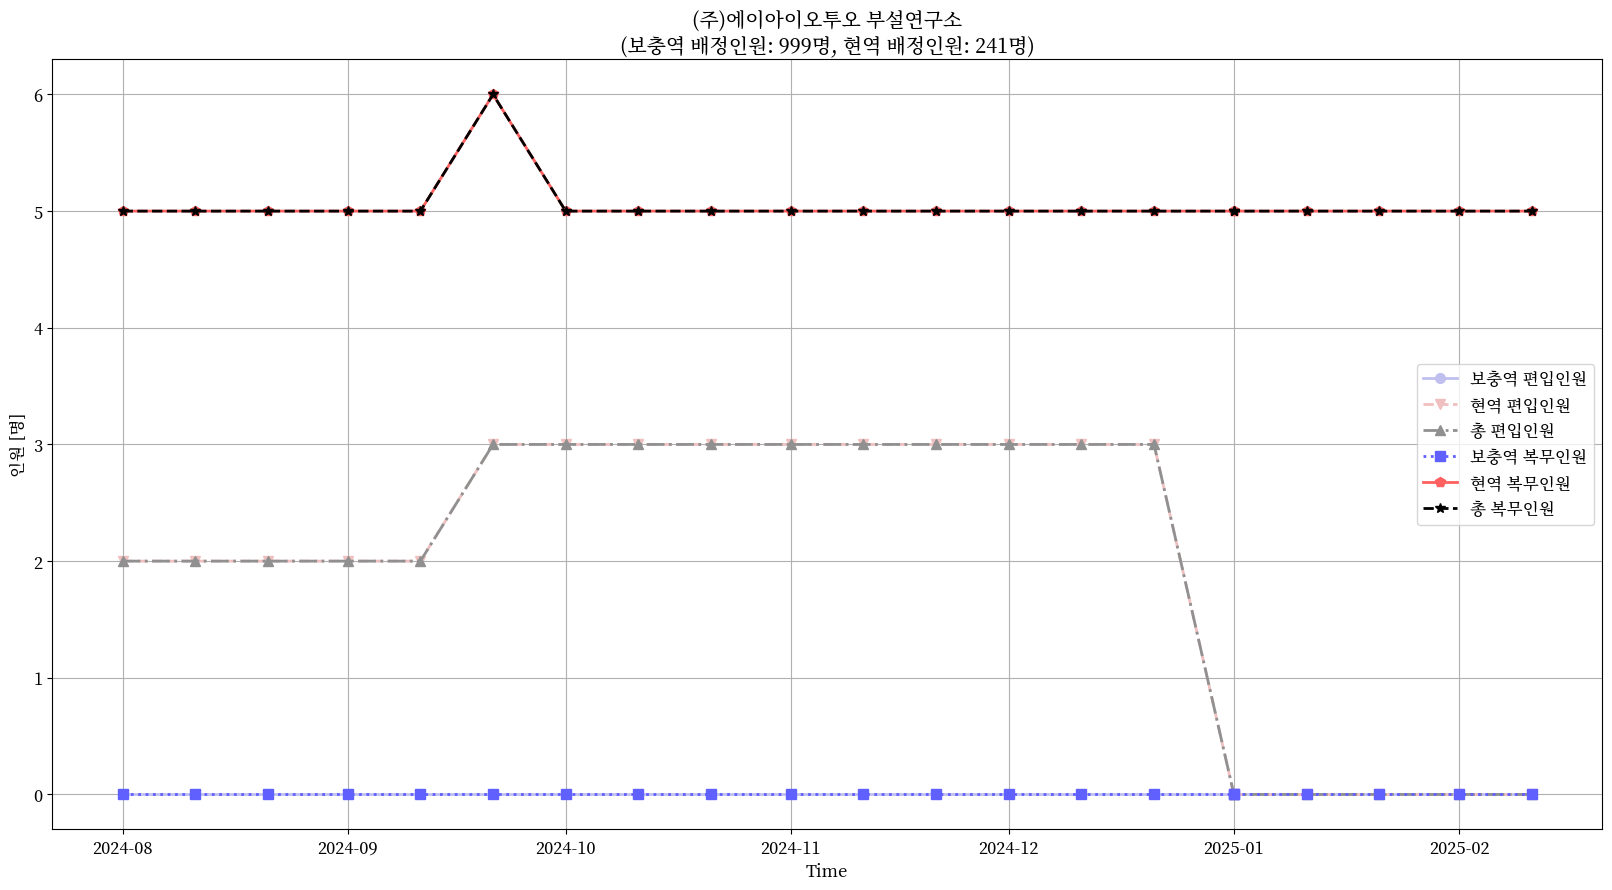 (주)에이아이오투오 부설연구소
(보충역 배정인원: 999명, 현역 배정인원: 241명)
인원 [명]
6
5
4
3
2
1
0
보충역 편입인원
현역 편입인원
총 편입인원
보충역 복무인원
현역 복무인원
총 복무인원
2024-08 2024-09 2024-10 2024-11 2024-12 2025-01 2025-02
Time